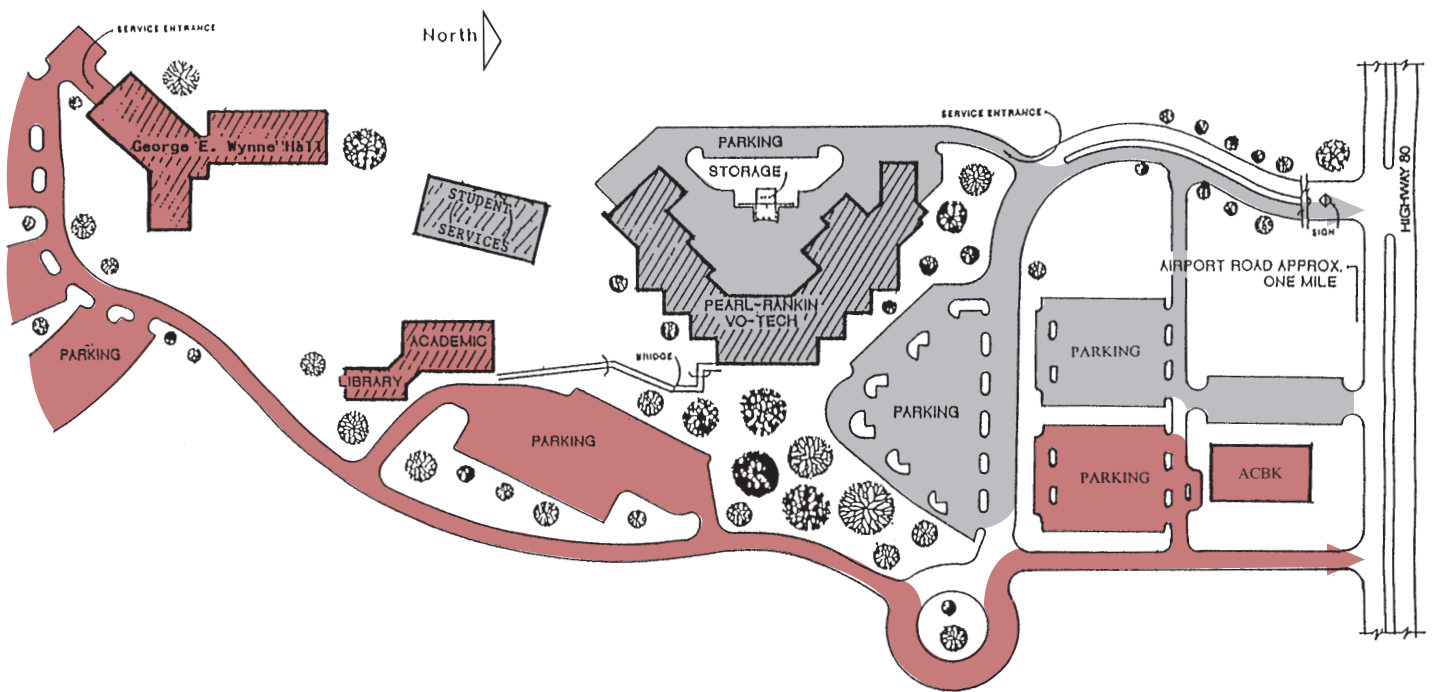 SERVICE ENTRANCE
North
George E. Wynne Hall
STUDENT
SERVICES
PARKING
STORAGE
SERVICE ENTRANCE
HIGHWAY 80
SIGN
AIRPORT ROAD APPROX.
ONE MILE
PEARL-RANKIN
VO-TECH
PARKING
ACADEMIC
LIBRARY
BRIDGE
PARKING
PARKING
PARKING
PARKING
PARKING
ACBK